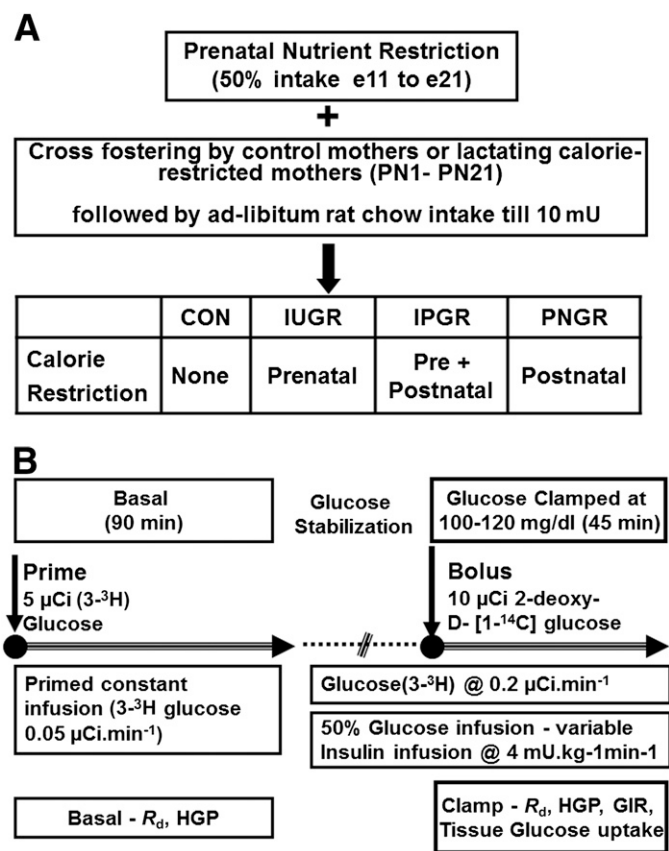 A
Prenatal Nutrient Restriction
(50% intake e11 to e21)
+
Cross fostering by control mothers or lactating calorie-
restricted mothers (PN1- PN21)
followed by ad-libitum rat chow intake till 10 mU
CON IUGR IPGR PNGR
Calorie
Restriction
None
Prenatal
Pre +
Postnatal
Postnatal
B
Basal
(90 min)
Glucose
Stabilization
Glucose Clamped at
100-120 mg/dl (45 min)
Prime
5 μCi (3-³H)
Glucose
Bolus
10 μCi 2-deoxy-
D- [1-¹⁴C] glucose
Primed constant
infusion (3-³H glucose
0.05 μCi.min⁻¹)
Glucose(3-³H) @ 0.2 μCi.min⁻¹
50% Glucose infusion - variable
Insulin infusion @ 4 mU.kg-1min-1
Basal - Rd, HGP
Clamp - Rd, HGP, GIR,
Tissue Glucose uptake